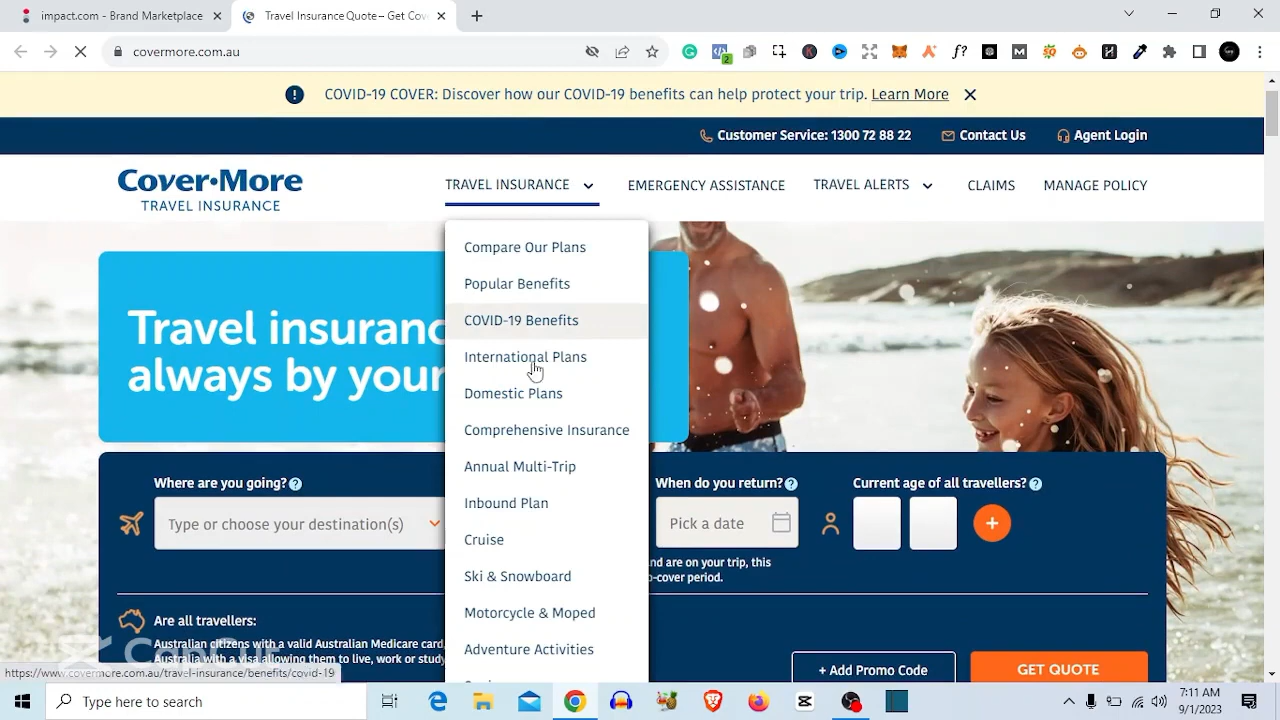 impact.com - Brand Marketplace
Travel Insurance Quote – Get Cov
covermore.com.au
2
COVID-19 COVER: Discover how our COVID-19 benefits can help protect your trip. Learn More
Customer Service: 1300 72 88 22
Contact Us
Agent Login
Cover·More
TRAVEL INSURANCE
TRAVEL INSURANCE
EMERGENCY ASSISTANCE
TRAVEL ALERTS
CLAIMS
MANAGE POLICY
Compare Our Plans
Popular Benefits
COVID-19 Benefits
International Plans
Domestic Plans
Comprehensive Insurance
Annual Multi-Trip
Inbound Plan
Cruise
Ski & Snowboard
Motorcycle & Moped
Adventure Activities
Travel insuranc
always by your
Where are you going?
Type or choose your destination(s)
When do you return?
Pick a date
Current age of all travellers?
and are on your trip, this
o-cover period.
Are all travellers:
Australian citizens with a valid Australian Medicare card,
Australia with a visa allowing them to live, work or study
+ Add Promo Code
GET QUOTE
https://www.covermore.com.au/travel-insurance/benefits/covid-19
Type here to search
7:11 AM
9/1/2023